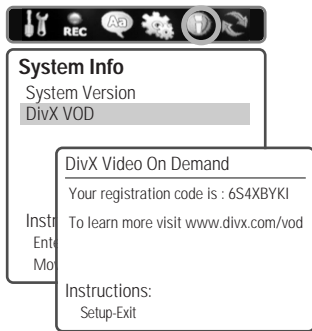 REC
Aa
System Info
System Version
DivX VOD
DivX Video On Demand
Your registration code is : 6S4XBYKI
To learn more visit www.divx.com/vod
Instructions:
Setup-Exit